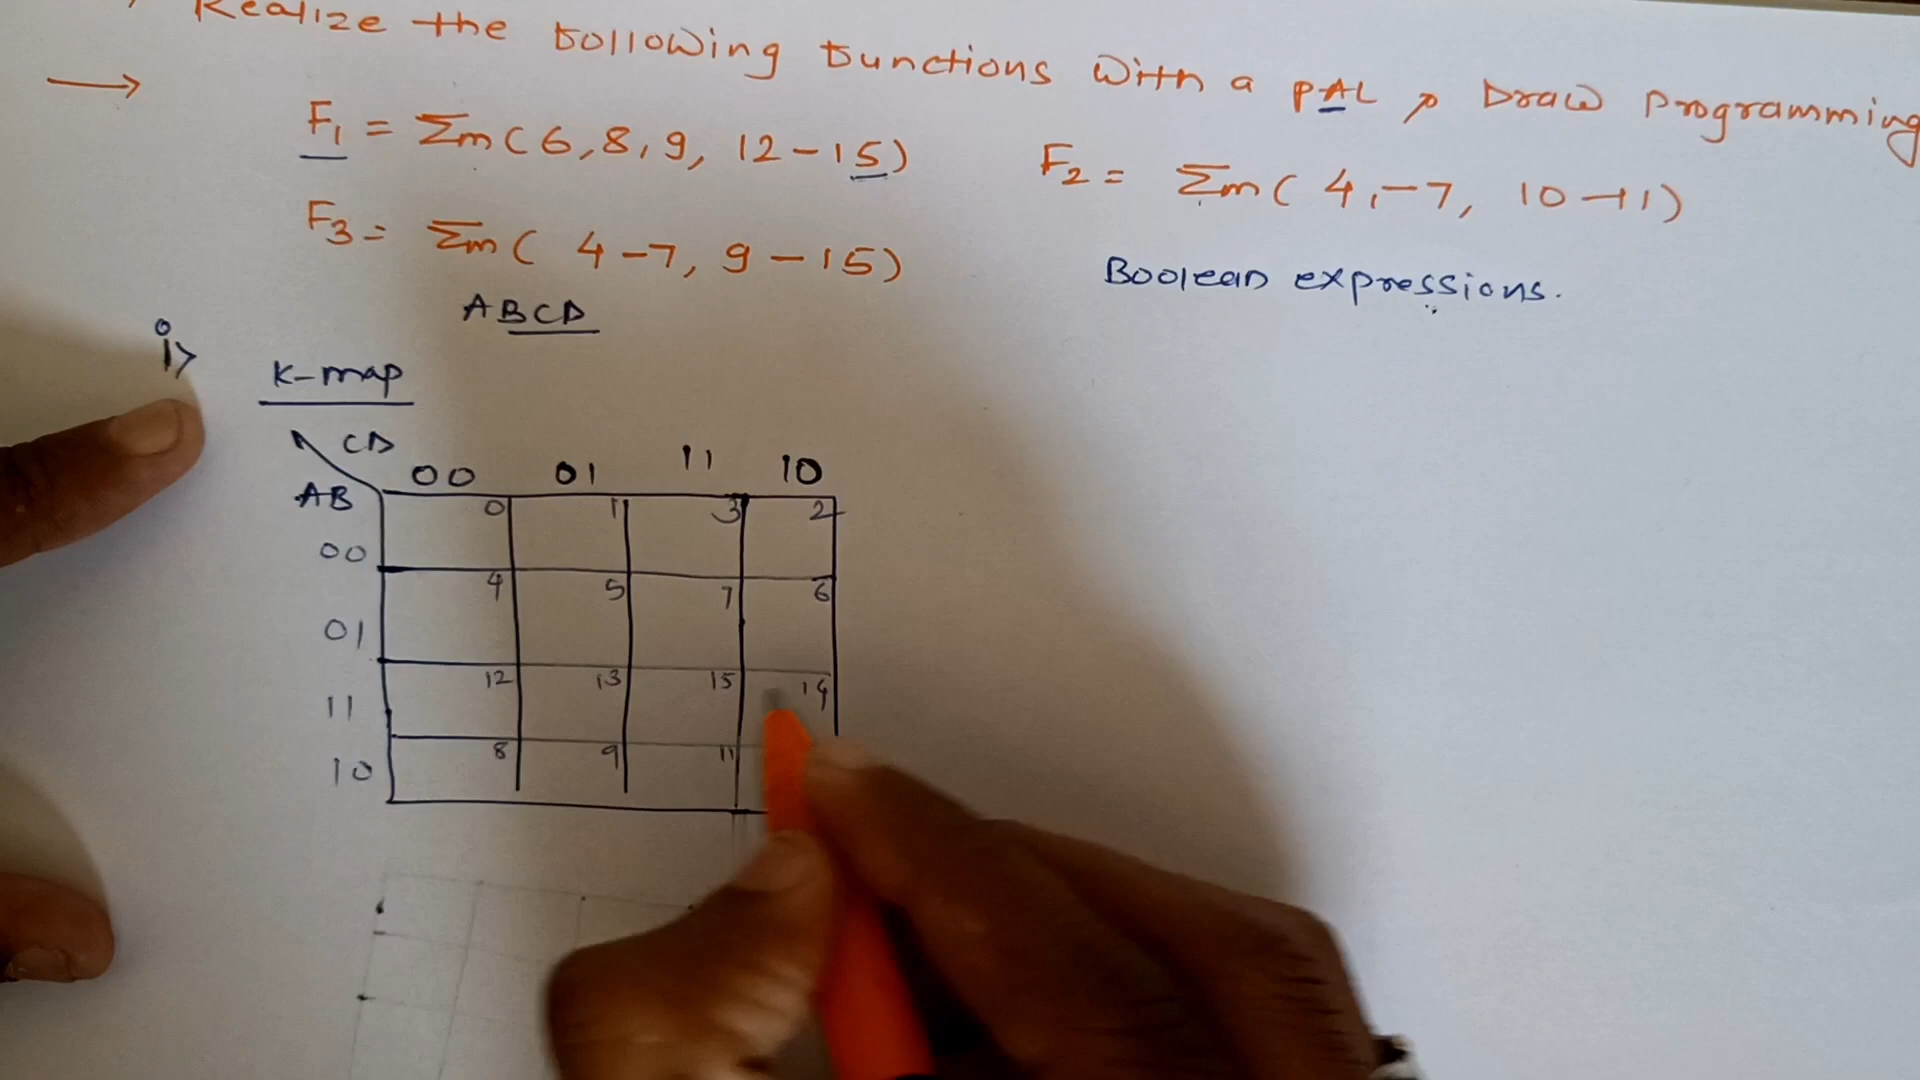 Realize the following functions with a PAL, Draw Programming
→ F1 = Σm(6,8,9, 12-15) F2 = Σm( 4,-7, 10-11)
F3 = Σm( 4-7, 9-15)
Boolean expressions.
ABCD
i>
K-map
CD
00 01 11 10
AB
0 1 3 2
00
4 5 7 6
01
12 13 15 14
11
8 9 11
10